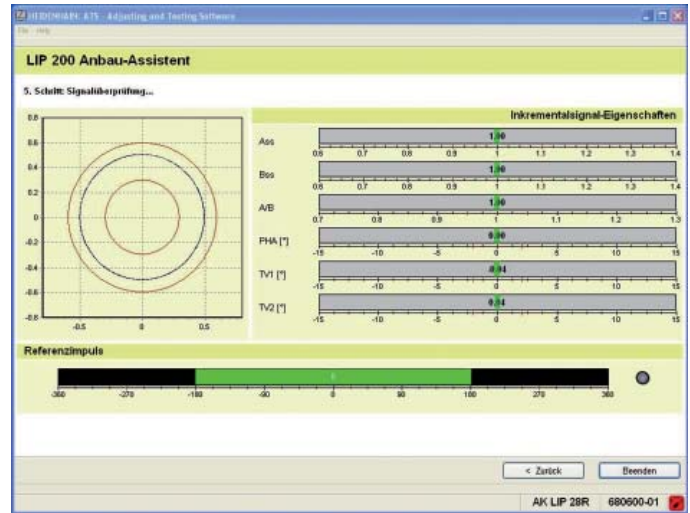 HEIDENHAIN: ATS - Adjusting and Testing Software
File Help
LIP 200 Anbau-Assistent
5. Schritt: Signalüberprüfung...
0.8
0.6
0.4
0.2
0
-0.2
-0.4
-0.6
-0.8
-0.5 0 0.5
Inkrementalsignal-Eigenschaften
Ass 1.00
0.6 0.7 0.8 0.9 1 1.1 1.2 1.3 1.4
Bss 1.00
0.6 0.7 0.8 0.9 1 1.1 1.2 1.3 1.4
A/B 1.00
0.7 0.8 0.9 1 1.1 1.2 1.3
PHA [°] 0.00
-15 -10 -5 0 5 10 15
TV1 [°] -0.04
-15 -10 -5 0 5 10 15
TV2 [°] 0.04
-15 -10 -5 0 5 10 15
Referenzimpuls
-360 -270 -180 -90 0 90 180 270 360
< Zurück Beenden
AK LIP 28R 680600-01